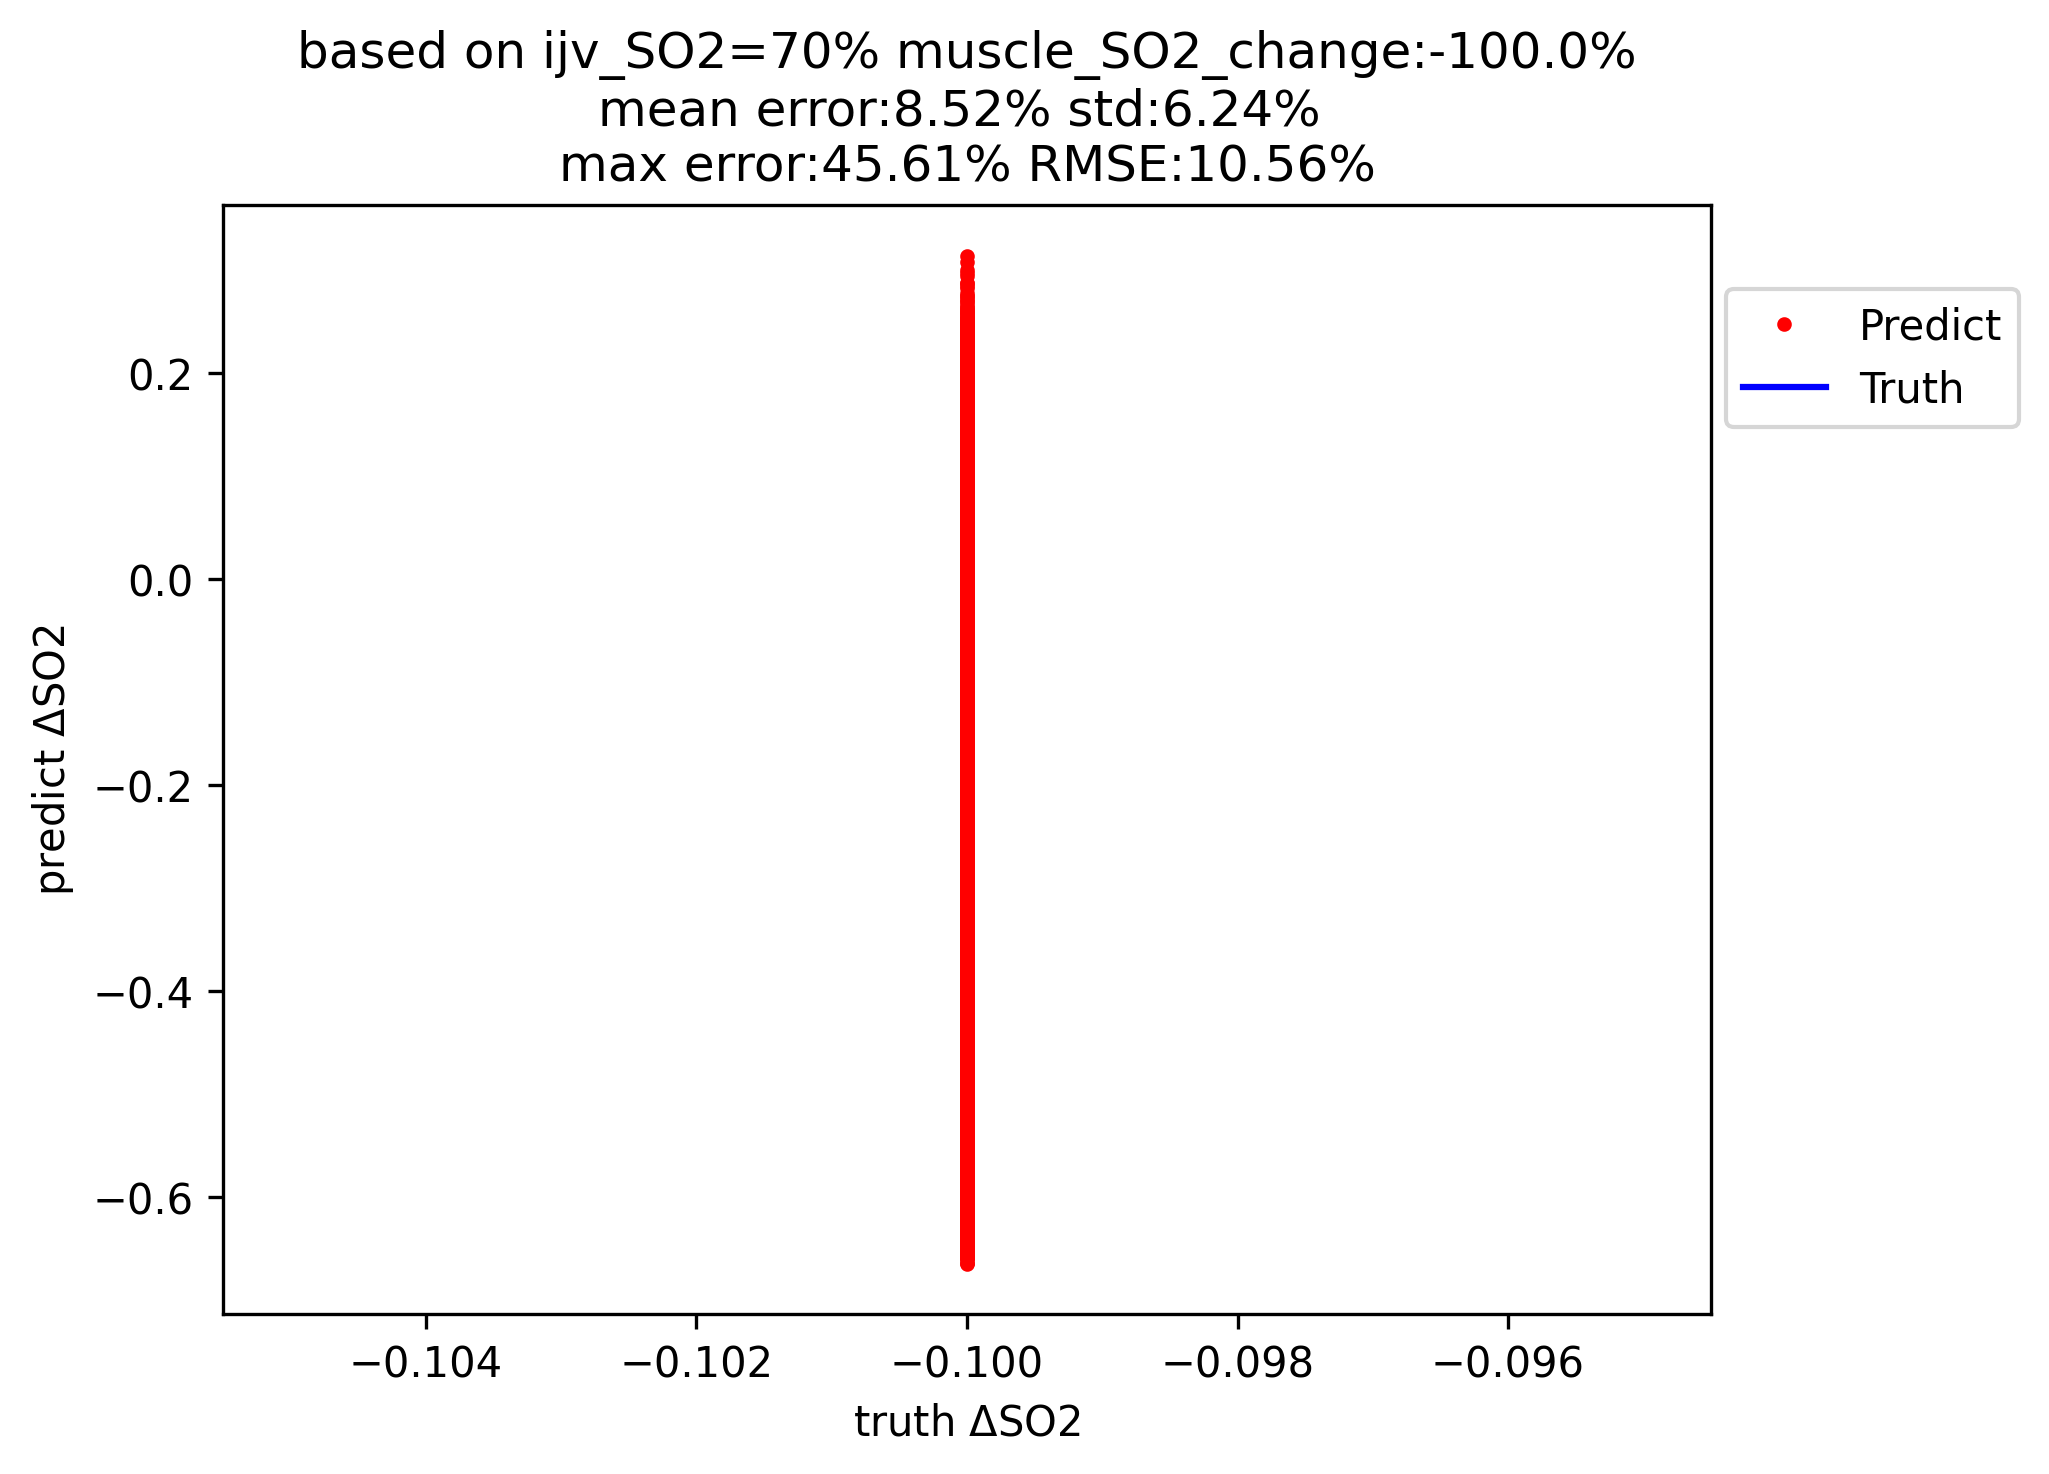 based on ijv_SO2=70% muscle_SO2_change:-100.0%
mean error:8.52% std:6.24%
max error:45.61% RMSE:10.56%
Predict
Truth
predict ΔSO2
0.2
0.0
−0.2
−0.4
−0.6
−0.104
−0.102
−0.100
−0.098
−0.096
truth ΔSO2